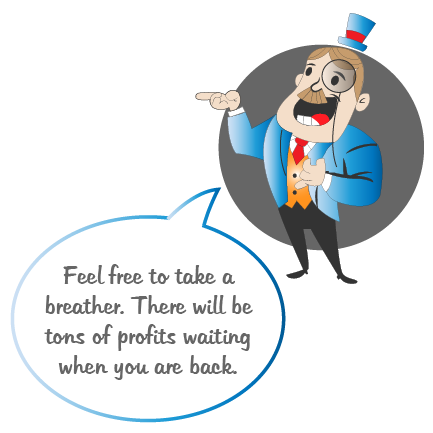 Feel free to take a
breather. There will be
tons of profits waiting
when you are back.